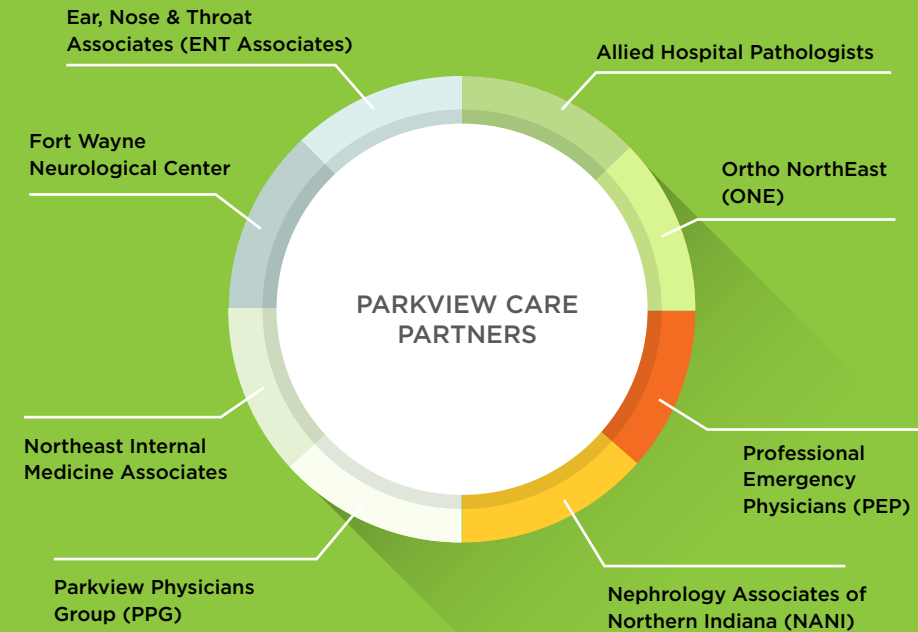 Ear, Nose & Throat
Associates (ENT Associates)
Allied Hospital Pathologists
Fort Wayne
Neurological Center
Ortho NorthEast
(ONE)
PARKVIEW CARE
PARTNERS
Northeast Internal
Medicine Associates
Professional
Emergency
Physicians (PEP)
Parkview Physicians
Group (PPG)
Nephrology Associates of
Northern Indiana (NANI)